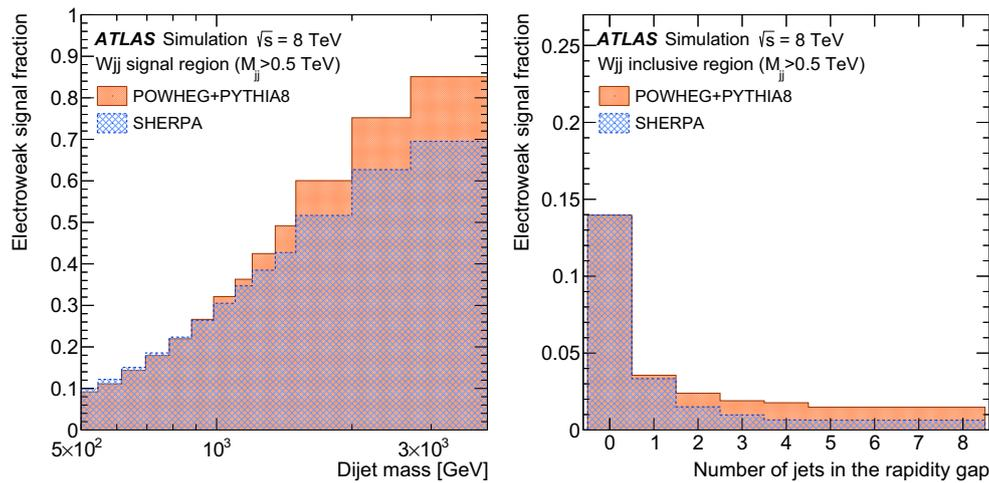 Electroweak signal fraction
1
0.9
0.8
0.7
0.6
0.5
0.4
0.3
0.2
0.1
0
ATLAS Simulation √s = 8 TeV
Wjj signal region (Mjj>0.5 TeV)
POWHEG+PYTHIA8
SHERPA
5×10² 10³ 3×10³
Dijet mass [GeV]
Electroweak signal fraction
0.25
0.2
0.15
0.1
0.05
0
ATLAS Simulation √s = 8 TeV
Wjj inclusive region (Mjj>0.5 TeV)
POWHEG+PYTHIA8
SHERPA
0 1 2 3 4 5 6 7 8
Number of jets in the rapidity gap